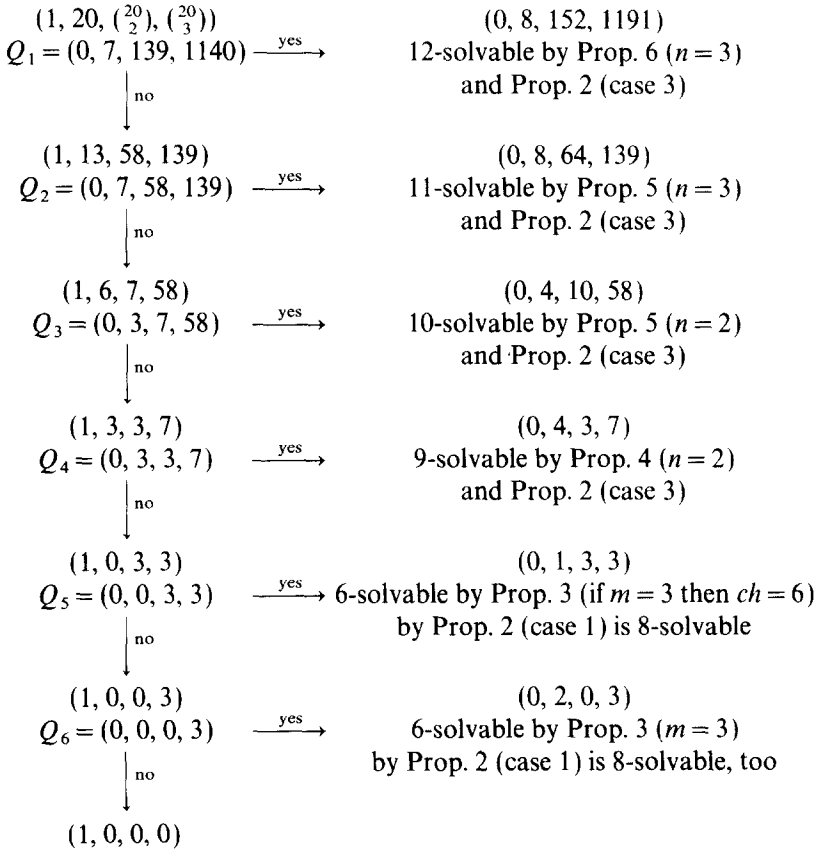 (1, 20, (20 2), (20 3))
Q1 = (0, 7, 139, 1140) yes (0, 8, 152, 1191)
12-solvable by Prop. 6 (n = 3)
and Prop. 2 (case 3)
no
(1, 13, 58, 139)
Q2 = (0, 7, 58, 139) yes (0, 8, 64, 139)
11-solvable by Prop. 5 (n = 3)
and Prop. 2 (case 3)
no
(1, 6, 7, 58)
Q3 = (0, 3, 7, 58) yes (0, 4, 10, 58)
10-solvable by Prop. 5 (n = 2)
and Prop. 2 (case 3)
no
(1, 3, 3, 7)
Q4 = (0, 3, 3, 7) yes (0, 4, 3, 7)
9-solvable by Prop. 4 (n = 2)
and Prop. 2 (case 3)
no
(1, 0, 3, 3)
Q5 = (0, 0, 3, 3) yes (0, 1, 3, 3)
6-solvable by Prop. 3 (if m = 3 then ch = 6)
by Prop. 2 (case 1) is 8-solvable
no
(1, 0, 0, 3)
Q6 = (0, 0, 0, 3) yes (0, 2, 0, 3)
6-solvable by Prop. 3 (m = 3)
by Prop. 2 (case 1) is 8-solvable, too
no
(1, 0, 0, 0)